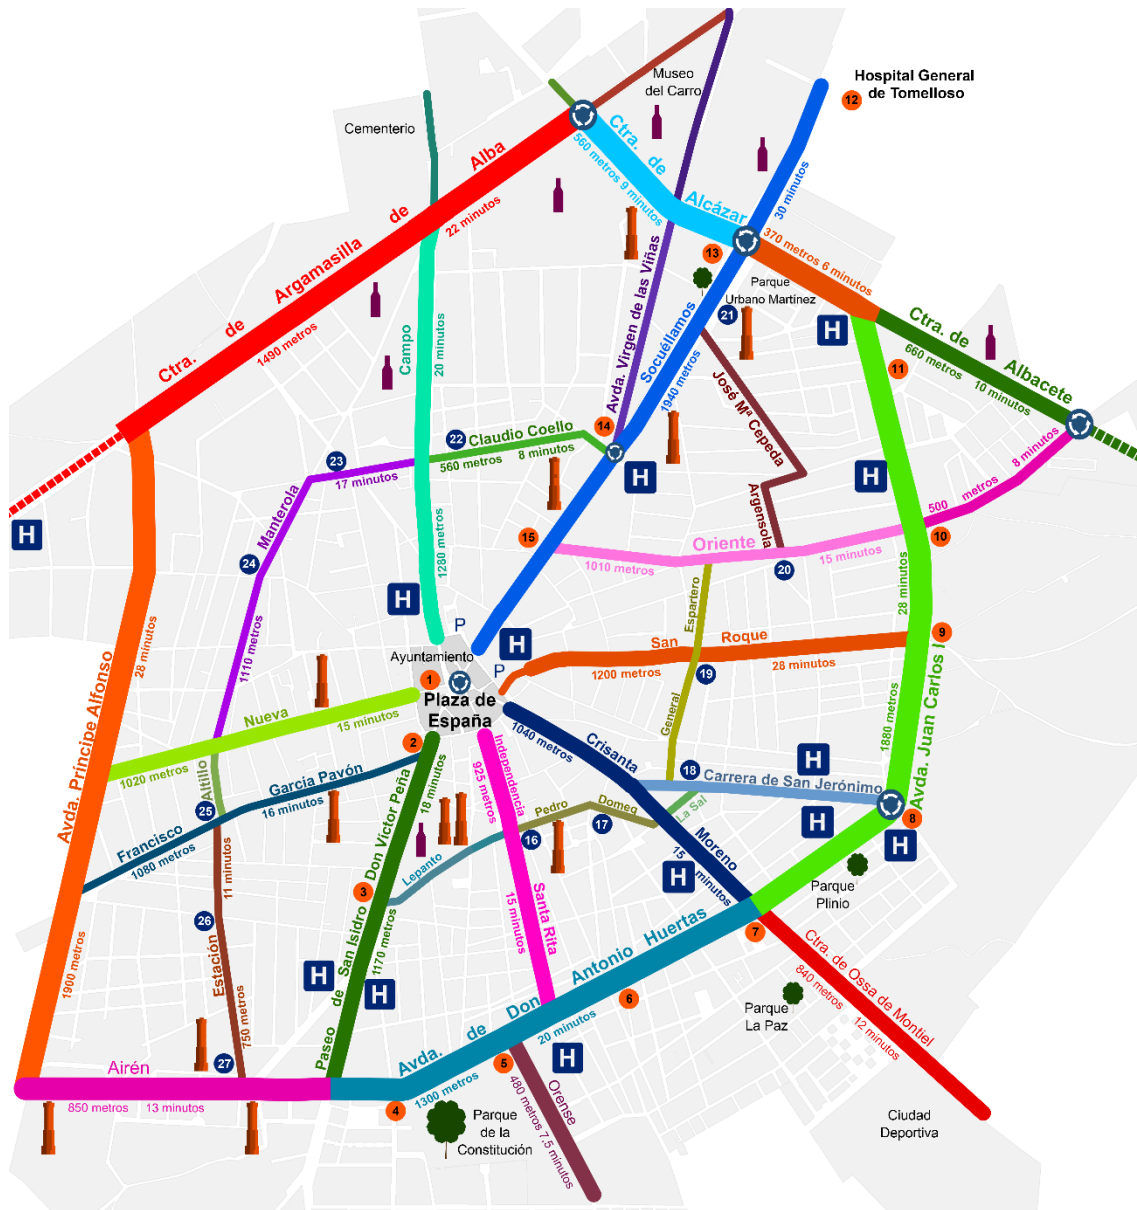 Museo
del Carro
Hospital General
de Tomelloso
12
Cementerio
Ctra. de Argamasilla de Alba
1490 metros
22 minutos
Ctra. de Alcázar
560 metros 9 minutos
30 minutos
13
370 metros 6 minutos
Parque
Urbano Martínez
21
Campo
20 minutos
1280 metros
Avda. Virgen de las Viñas
Socuéllamos
1940 metros
H
Ctra. de Albacete
660 metros
10 minutos
11
José Mª Cepeda
Argensola
14
22
Claudio Coello
560 metros
8 minutos
H
H
23
17 minutos
Manterola
24
1110 metros
8 minutos
500 metros
10
H
15
Oriente
1010 metros
15 minutos
20
28 minutos
H
P
H
P
Ayuntamiento
1
Plaza de
España
Espartero
General
19
San Roque
1200 metros
28 minutos
9
Avda. Príncipe Alfonso
28 minutos
1900 metros
Nueva
1020 metros
15 minutos
2
Altillo
25
Francisco García Pavón
1080 metros
16 minutos
11 minutos
26
Estación
750 metros
27
Paseo de San Isidro Don Víctor Peña
18 minutos
1170 metros
3
H
H
Independencia
925 metros
Santa Rita
15 minutos
Lepanto
16
Pedro Domeq
17
La Sal
1040 metros
Crisanta Moreno
15 minutos
H
18
Carrera de San Jerónimo
H
H
H
8
1880 metros
Avda. Juan Carlos I
Parque
Plinio
7
Avda. de Don Antonio Huertas
1300 metros
20 minutos
6
5
H
4
Ctra. de Ossa de Montiel
840 metros
12 minutos
Parque
La Paz
Airén
850 metros
13 minutos
Orense
480 metros 7,5 minutos
Parque
de la
Constitución
Ciudad
Deportiva